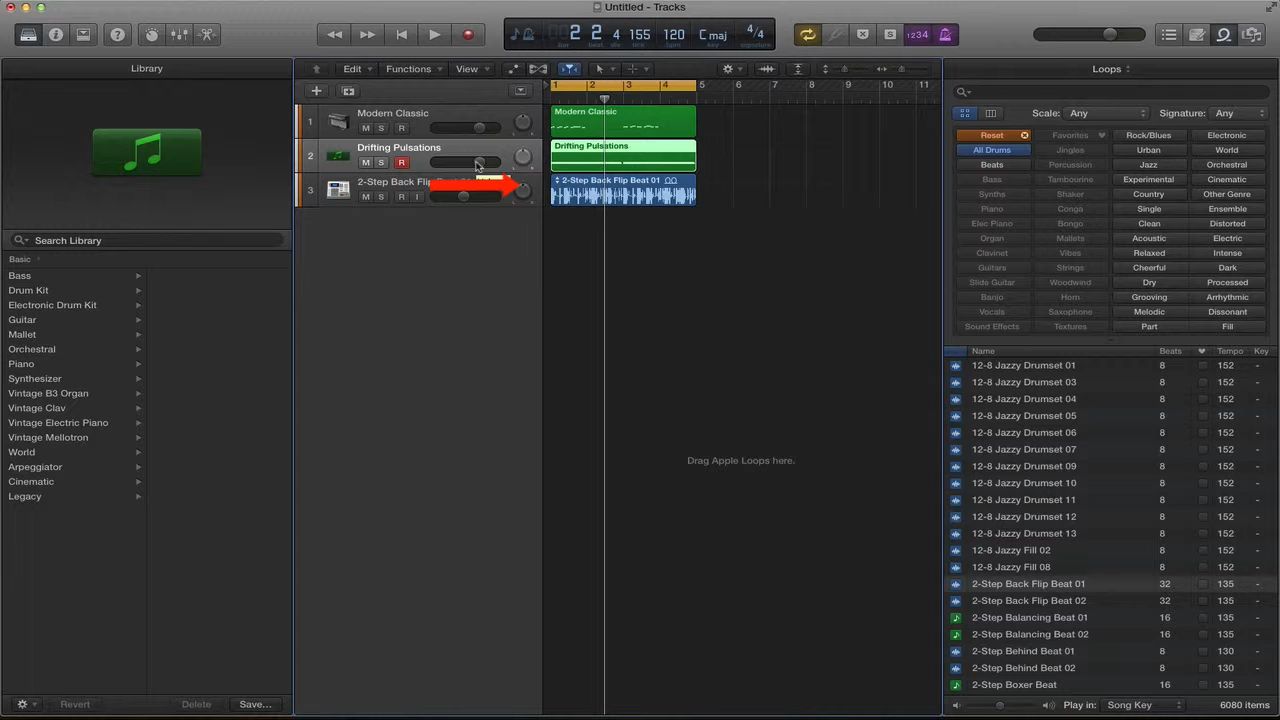 Untitled - Tracks
2 2 4 155 120 C maj 4/4
bar beat bpm key signature
1234
Library
Edit Functions View
Loops
1 2 3 4 5 6 7 8 9 10 11
Scale: Any Signature: Any
1 Modern Classic
M S R
Modern Classic
2 Drifting Pulsations
M S R
Drifting Pulsations
3 2-Step Back Flip Beat
M S R I
2-Step Back Flip Beat 01
Reset Favorites Rock/Blues Electronic
All Drums Jingles Urban World
Beats Percussion Jazz Orchestral
Bass Tambourine Experimental Cinematic
Synths Shaker Country Other Genre
Piano Conga Single Ensemble
Elec Piano Bongo Clean Distorted
Organ Mallets Acoustic Electric
Clavinet Vibes Relaxed Intense
Guitars Strings Cheerful Dark
Slide Guitar Woodwind Dry Processed
Banjo Horn Grooving Arrhythmic
Vocals Saxophone Melodic Dissonant
Sound Effects Textures Part Fill
Search Library
Basic
Bass
Drum Kit
Electronic Drum Kit
Guitar
Mallet
Orchestral
Piano
Synthesizer
Vintage B3 Organ
Vintage Clav
Vintage Electric Piano
Vintage Mellotron
World
Arpeggiator
Cinematic
Legacy
Drag Apple Loops here.
Name Beats Tempo Key
12-8 Jazzy Drumset 01 8 152 -
12-8 Jazzy Drumset 03 8 152 -
12-8 Jazzy Drumset 04 8 152 -
12-8 Jazzy Drumset 05 8 152 -
12-8 Jazzy Drumset 06 8 152 -
12-8 Jazzy Drumset 07 8 152 -
12-8 Jazzy Drumset 09 8 152 -
12-8 Jazzy Drumset 10 8 152 -
12-8 Jazzy Drumset 11 8 152 -
12-8 Jazzy Drumset 12 8 152 -
12-8 Jazzy Drumset 13 8 152 -
12-8 Jazzy Fill 02 8 152 -
12-8 Jazzy Fill 08 8 152 -
2-Step Back Flip Beat 01 32 135 -
2-Step Back Flip Beat 02 32 135 -
2-Step Balancing Beat 01 16 135 -
2-Step Balancing Beat 02 16 135 -
2-Step Behind Beat 01 16 130 -
2-Step Behind Beat 02 16 130 -
2-Step Boxer Beat 16 135 -
Revert Delete Save...
Play in: Song Key 6080 items